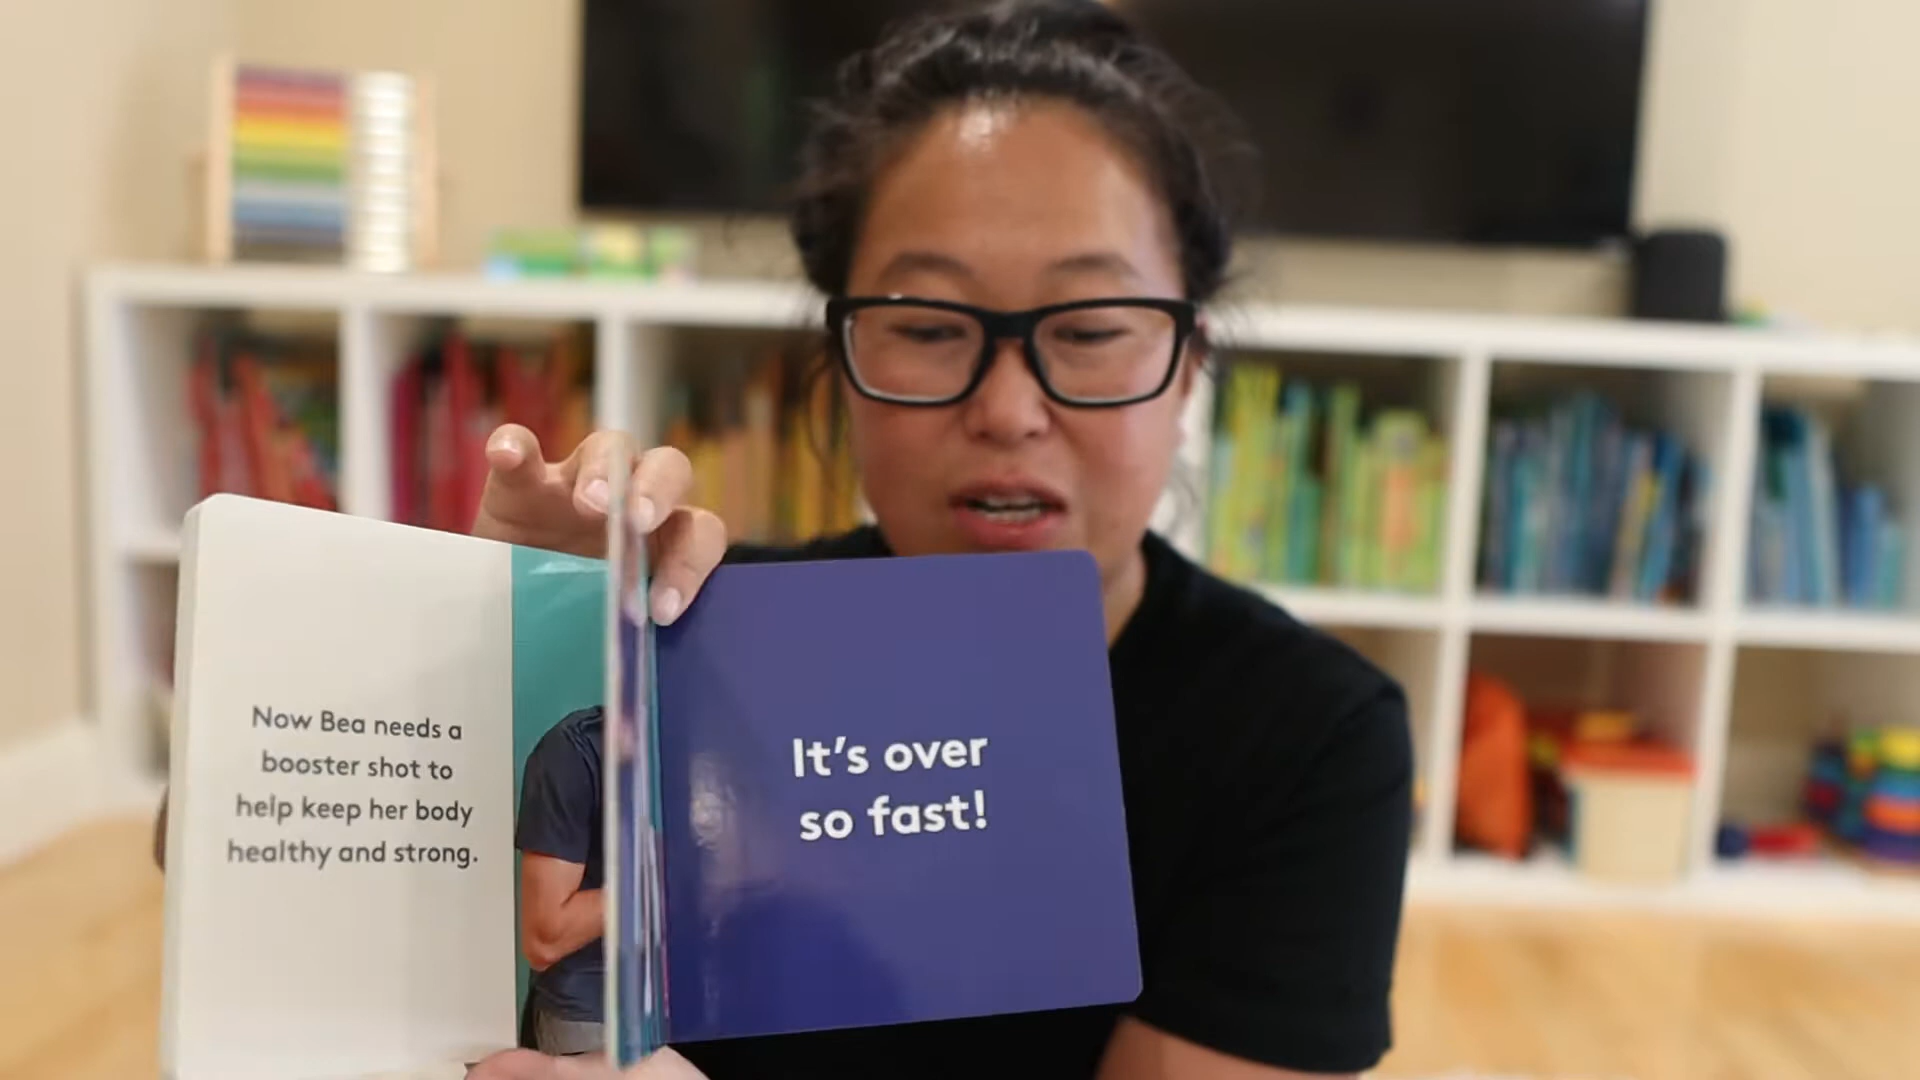 Now Bea needs a
booster shot to
help keep her body
healthy and strong.
It's over
so fast!